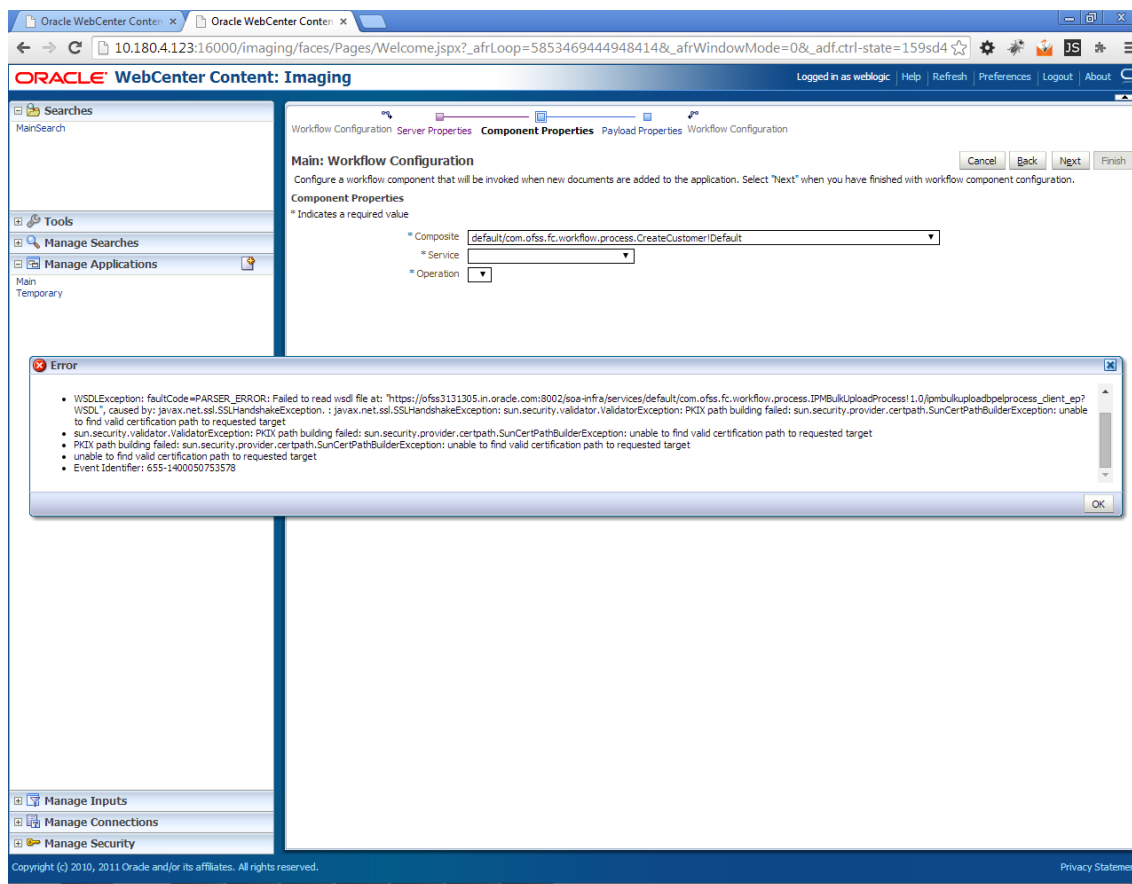 Oracle WebCenter Conten
Oracle WebCenter Conten
10.180.4.123:16000/imaging/faces/Pages/Welcome.jspx?_afrLoop=5853469444948414&_afrWindowMode=0&_adf.ctrl-state=159sd4
JS
ORACLE WebCenter Content: Imaging
Logged in as weblogic Help Refresh Preferences Logout About
Searches
MainSearch
Tools
Manage Searches
Manage Applications
Main
Temporary
Workflow Configuration Server Properties Component Properties Payload Properties Workflow Configuration
Main: Workflow Configuration
Cancel Back Next Finish
Configure a workflow component that will be invoked when new documents are added to the application. Select "Next" when you have finished with workflow component configuration.
Component Properties
* Indicates a required value
* Composite default/com.ofss.fc.workflow.process.CreateCustomer!Default
* Service
* Operation
Error
WSDLException: faultCode=PARSER_ERROR: Failed to read wsdl file at: "https://ofss3131305.in.oracle.com:8002/soa-infra/services/default/com.ofss.fc.workflow.process.IPMBulkUploadProcess!1.0/ipmbulkuploadbpelprocess_client_ep?
WSDL", caused by: javax.net.ssl.SSLHandshakeException. : javax.net.ssl.SSLHandshakeException: sun.security.validator.ValidatorException: PKIX path building failed: sun.security.provider.certpath.SunCertPathBuilderException: unable
to find valid certification path to requested target
sun.security.validator.ValidatorException: PKIX path building failed: sun.security.provider.certpath.SunCertPathBuilderException: unable to find valid certification path to requested target
PKIX path building failed: sun.security.provider.certpath.SunCertPathBuilderException: unable to find valid certification path to requested target
unable to find valid certification path to requested target
Event Identifier: 655-1400050753578
OK
Manage Inputs
Manage Connections
Manage Security
Copyright (c) 2010, 2011 Oracle and/or its affiliates. All rights reserved.
Privacy Stateme